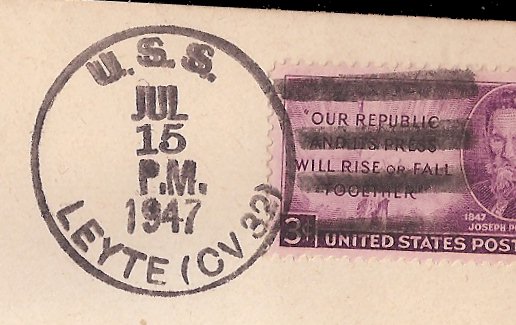 U.S.S.
JUL
15
P.M.
1947
LEYTE (CV 32)
"OUR REPUBLIC
AND ITS PRESS
WILL RISE OR FALL
TOGETHER"
1847
JOSEPH P
3¢ UNITED STATES POST